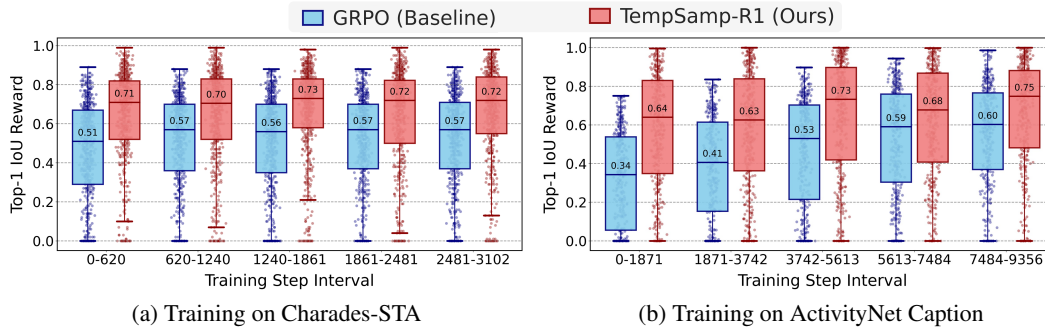 GRPO (Baseline) TempSamp-R1 (Ours)
Top-1 IoU Reward
1.0
0.8
0.6
0.4
0.2
0.0
0.51 0.71 0.57 0.70 0.56 0.73 0.57 0.72 0.57 0.72
0-620 620-1240 1240-1861 1861-2481 2481-3102
Training Step Interval
(a) Training on Charades-STA
Top-1 IoU Reward
1.0
0.8
0.6
0.4
0.2
0.0
0.34 0.64 0.41 0.63 0.53 0.73 0.59 0.68 0.60 0.75
0-1871 1871-3742 3742-5613 5613-7484 7484-9356
Training Step Interval
(b) Training on ActivityNet Caption